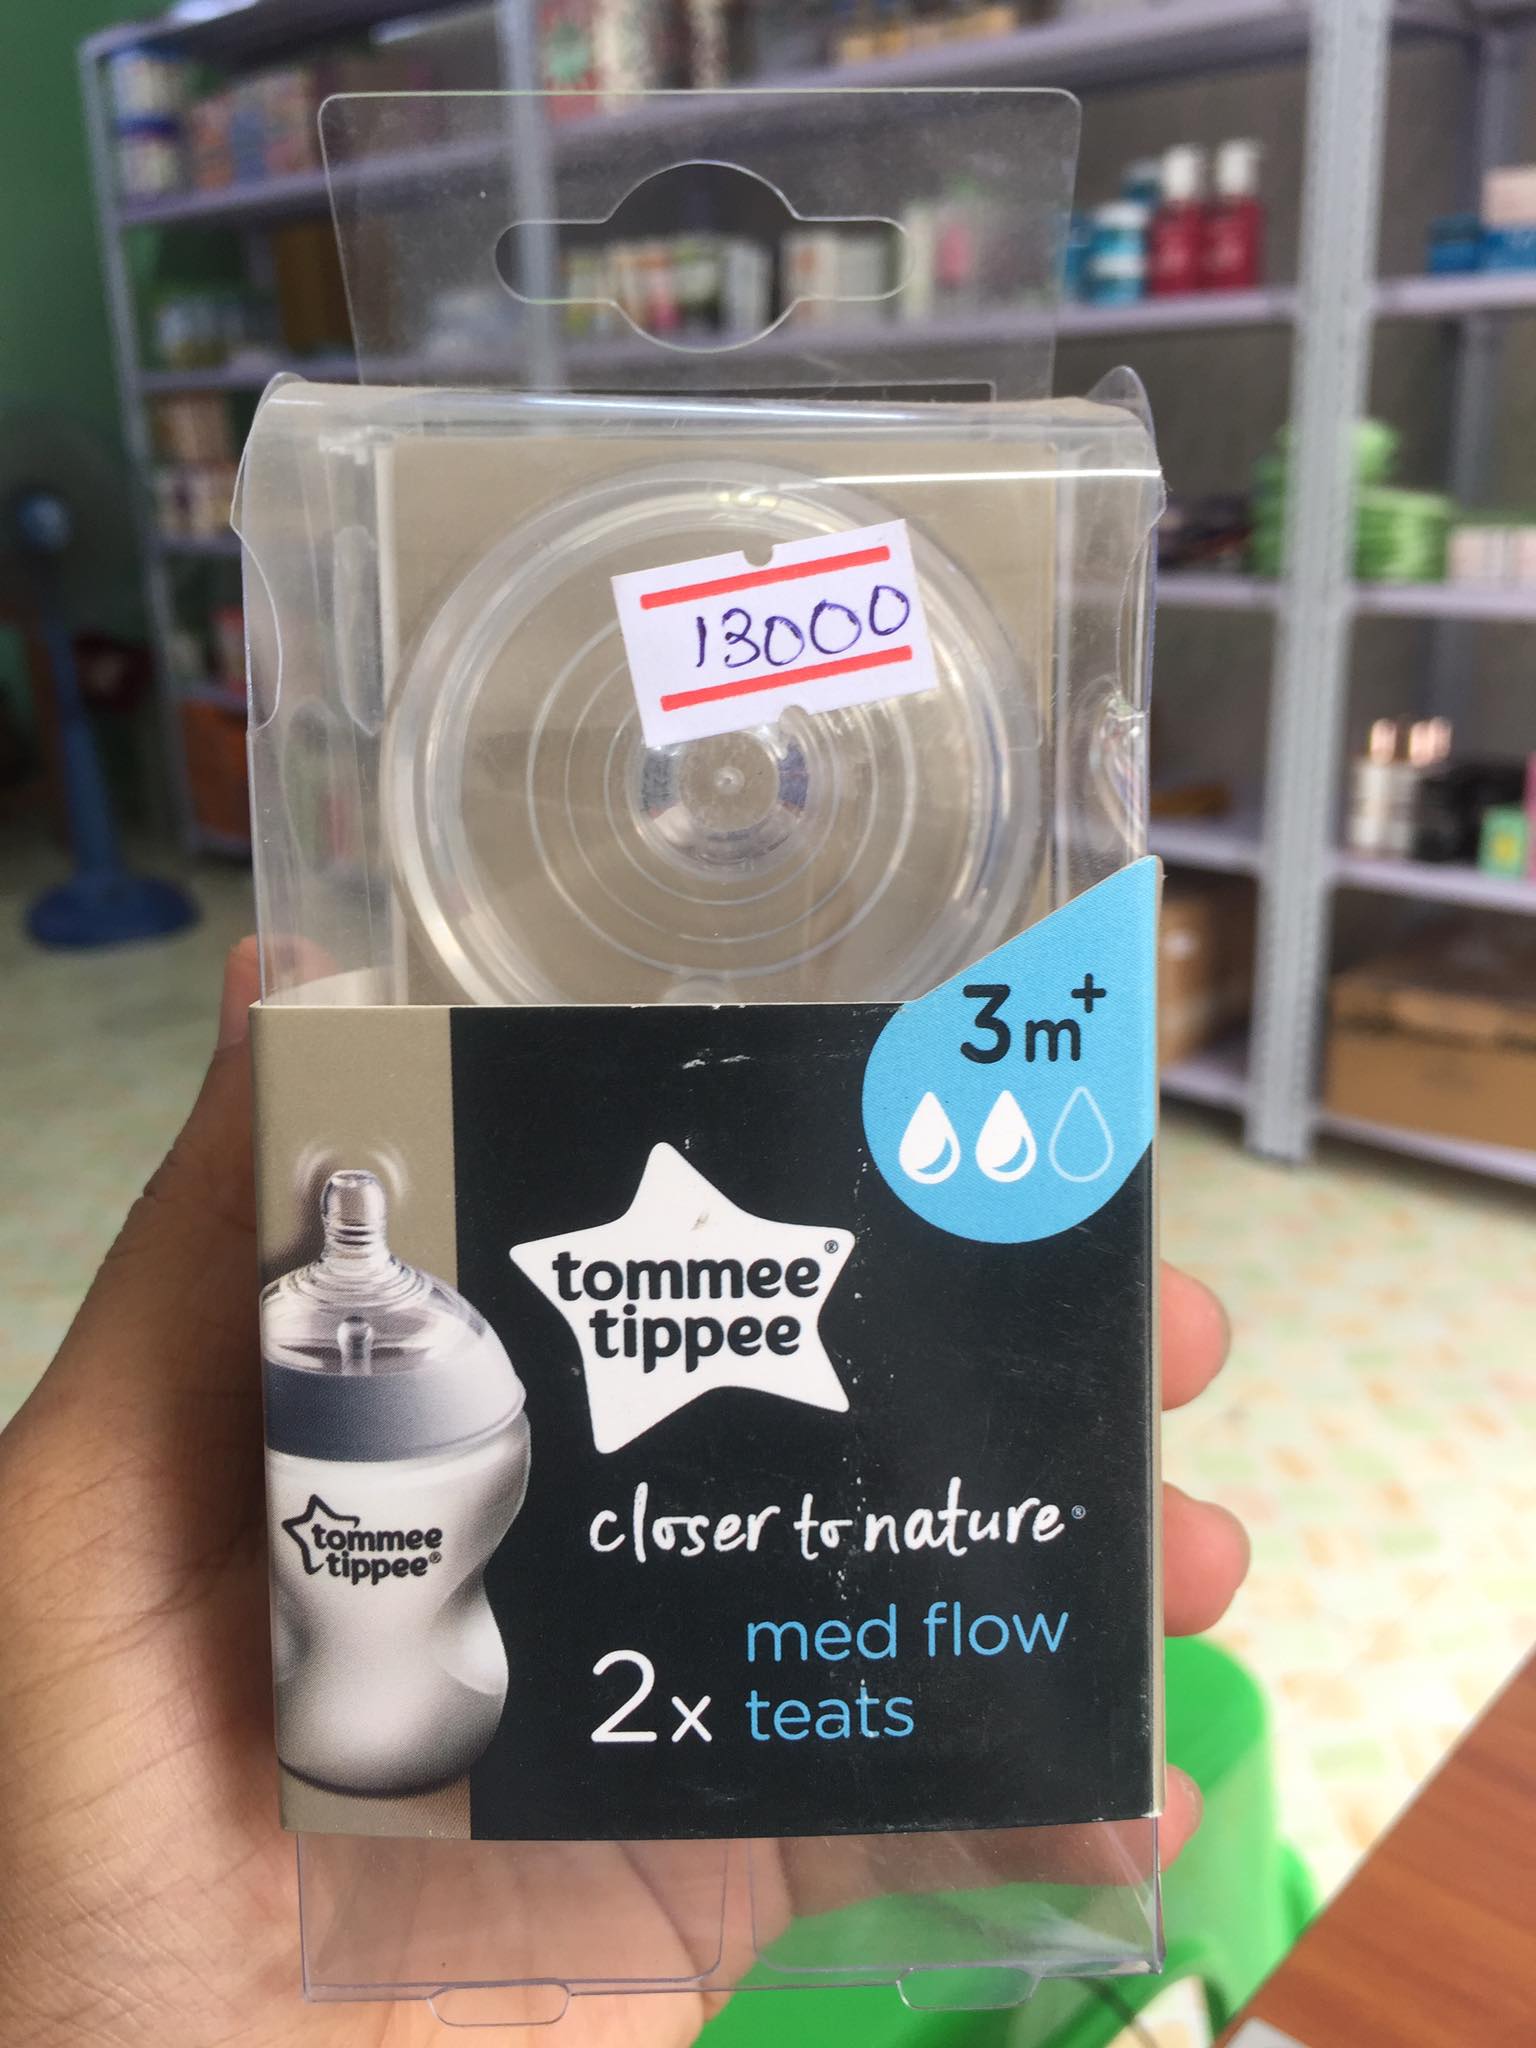 13000
3m+
tommee®
tippee
closer to nature®
2x med flow
teats
tommee
tippee®